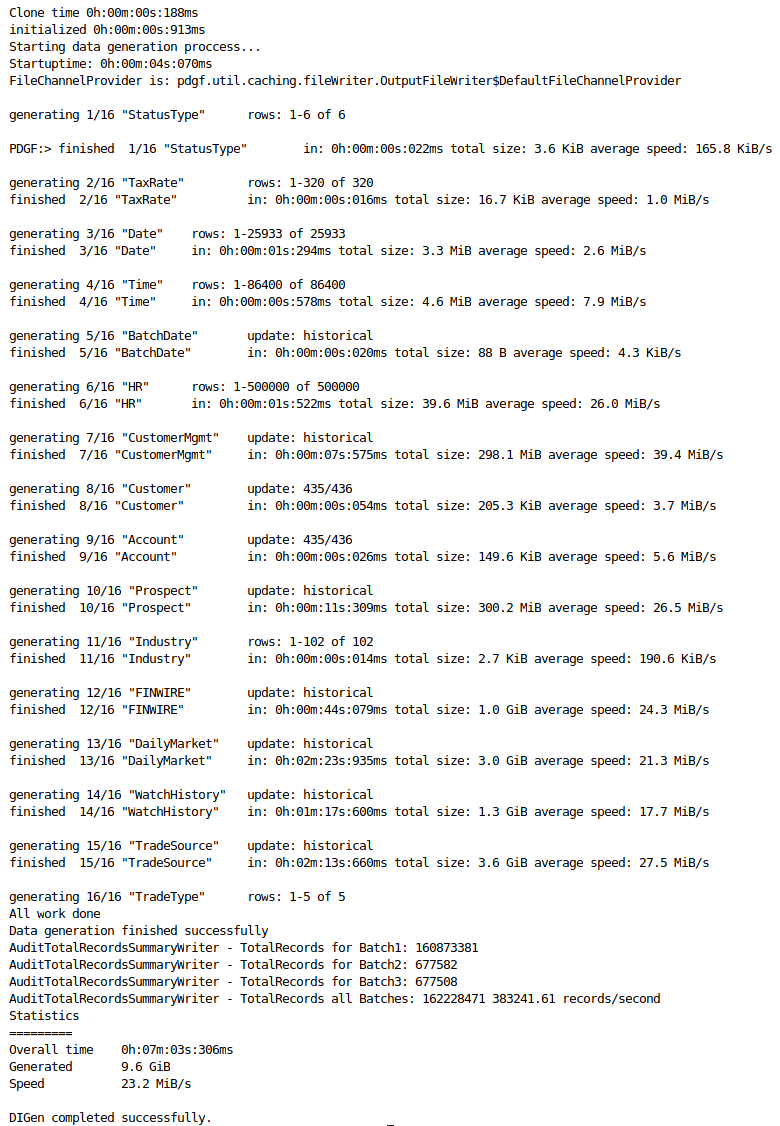 Clone time 0h:00m:00s:188ms
initialized 0h:00m:00s:913ms
Starting data generation proccess...
Startuptime: 0h:00m:04s:070ms
FileChannelProvider is: pdgf.util.caching.fileWriter.OutputFileWriter$DefaultFileChannelProvider
generating 1/16 "StatusType" rows: 1-6 of 6
PDGF:> finished 1/16 "StatusType" in: 0h:00m:00s:022ms total size: 3.6 KiB average speed: 165.8 KiB/s
generating 2/16 "TaxRate" rows: 1-320 of 320
finished 2/16 "TaxRate" in: 0h:00m:00s:016ms total size: 16.7 KiB average speed: 1.0 MiB/s
generating 3/16 "Date" rows: 1-25933 of 25933
finished 3/16 "Date" in: 0h:00m:01s:294ms total size: 3.3 MiB average speed: 2.6 MiB/s
generating 4/16 "Time" rows: 1-86400 of 86400
finished 4/16 "Time" in: 0h:00m:00s:578ms total size: 4.6 MiB average speed: 7.9 MiB/s
generating 5/16 "BatchDate" update: historical
finished 5/16 "BatchDate" in: 0h:00m:00s:020ms total size: 88 B average speed: 4.3 KiB/s
generating 6/16 "HR" rows: 1-500000 of 500000
finished 6/16 "HR" in: 0h:00m:01s:522ms total size: 39.6 MiB average speed: 26.0 MiB/s
generating 7/16 "CustomerMgmt" update: historical
finished 7/16 "CustomerMgmt" in: 0h:00m:07s:575ms total size: 298.1 MiB average speed: 39.4 MiB/s
generating 8/16 "Customer" update: 435/436
finished 8/16 "Customer" in: 0h:00m:00s:054ms total size: 205.3 KiB average speed: 3.7 MiB/s
generating 9/16 "Account" update: 435/436
finished 9/16 "Account" in: 0h:00m:00s:026ms total size: 149.6 KiB average speed: 5.6 MiB/s
generating 10/16 "Prospect" update: historical
finished 10/16 "Prospect" in: 0h:00m:11s:309ms total size: 300.2 MiB average speed: 26.5 MiB/s
generating 11/16 "Industry" rows: 1-102 of 102
finished 11/16 "Industry" in: 0h:00m:00s:014ms total size: 2.7 KiB average speed: 190.6 KiB/s
generating 12/16 "FINWIRE" update: historical
finished 12/16 "FINWIRE" in: 0h:00m:44s:079ms total size: 1.0 GiB average speed: 24.3 MiB/s
generating 13/16 "DailyMarket" update: historical
finished 13/16 "DailyMarket" in: 0h:02m:23s:935ms total size: 3.0 GiB average speed: 21.3 MiB/s
generating 14/16 "WatchHistory" update: historical
finished 14/16 "WatchHistory" in: 0h:01m:17s:600ms total size: 1.3 GiB average speed: 17.7 MiB/s
generating 15/16 "TradeSource" update: historical
finished 15/16 "TradeSource" in: 0h:02m:13s:660ms total size: 3.6 GiB average speed: 27.5 MiB/s
generating 16/16 "TradeType" rows: 1-5 of 5
All work done
Data generation finished successfully
AuditTotalRecordsSummaryWriter - TotalRecords for Batch1: 160873381
AuditTotalRecordsSummaryWriter - TotalRecords for Batch2: 677582
AuditTotalRecordsSummaryWriter - TotalRecords for Batch3: 677508
AuditTotalRecordsSummaryWriter - TotalRecords all Batches: 162228471 383241.61 records/second
Statistics
=========
Overall time 0h:07m:03s:306ms
Generated 9.6 GiB
Speed 23.2 MiB/s
DIGen completed successfully.